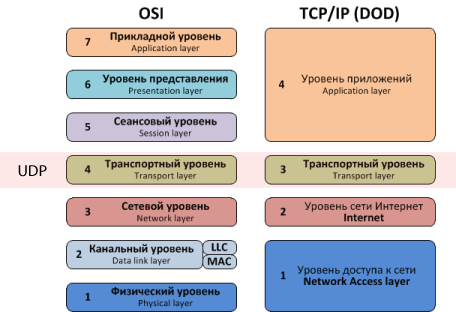 OSI
TCP/IP (DOD)
7 Прикладной уровень
Application layer
6 Уровень представления
Presentation layer
5 Сеансовый уровень
Session layer
4 Уровень приложений
Application layer
UDP
4 Транспортный уровень
Transport layer
3 Транспортный уровень
Transport layer
3 Сетевой уровень
Network layer
2 Уровень сети Интернет
Internet
2 Канальный уровень
Data link layer
LLC
MAC
1 Физический уровень
Physical layer
1 Уровень доступа к сети
Network Access layer